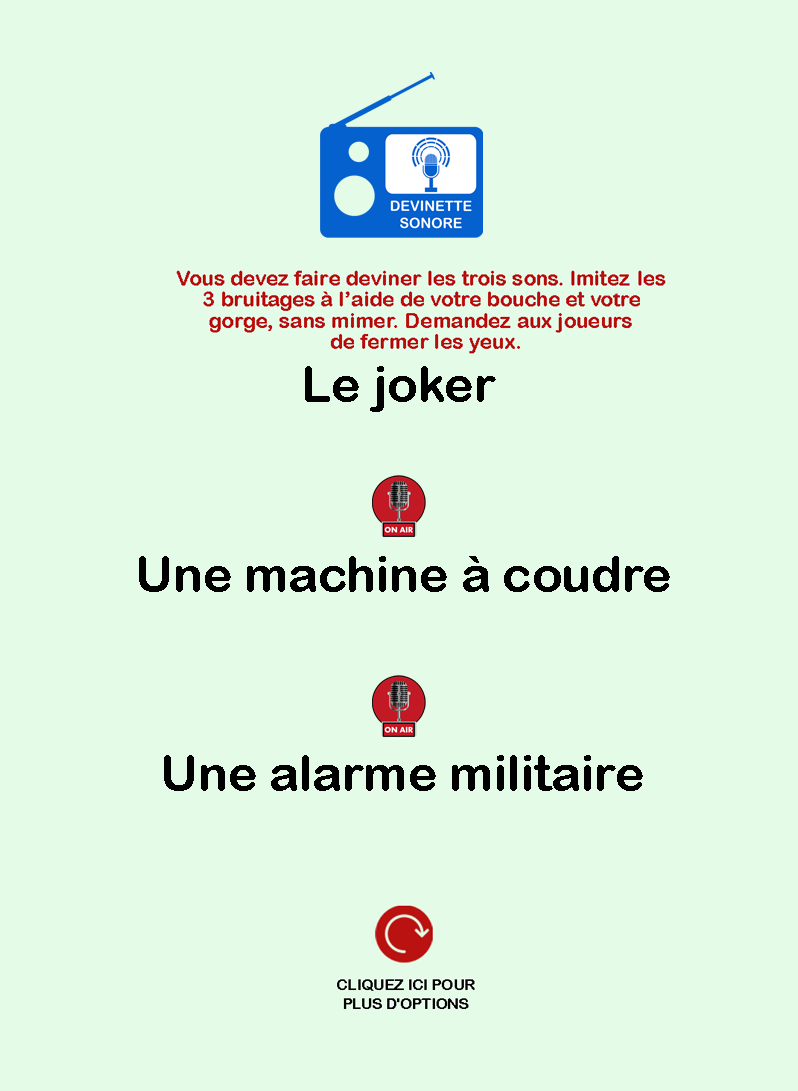 DEVINETTE
SONORE
Vous devez faire deviner les trois sons. Imitez les
3 bruitages à l’aide de votre bouche et votre
gorge, sans mimer. Demandez aux joueurs
de fermer les yeux.
Le joker
ON AIR
Une machine à coudre
ON AIR
Une alarme militaire
CLIQUEZ ICI POUR
PLUS D'OPTIONS